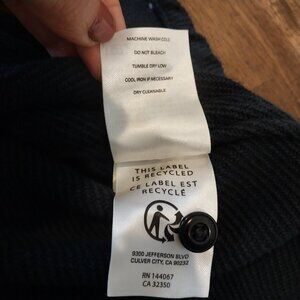 MACHINE WASH COLD
DO NOT BLEACH
TUMBLE DRY LOW
COOL IRON IF NECESSARY
DRY CLEANABLE
THIS LABEL
IS RECYCLED
CE LABEL EST
RECYCLÉ
9300 JEFFERSON BLVD
CULVER CITY, CA 90232
RN 144067
CA 32350